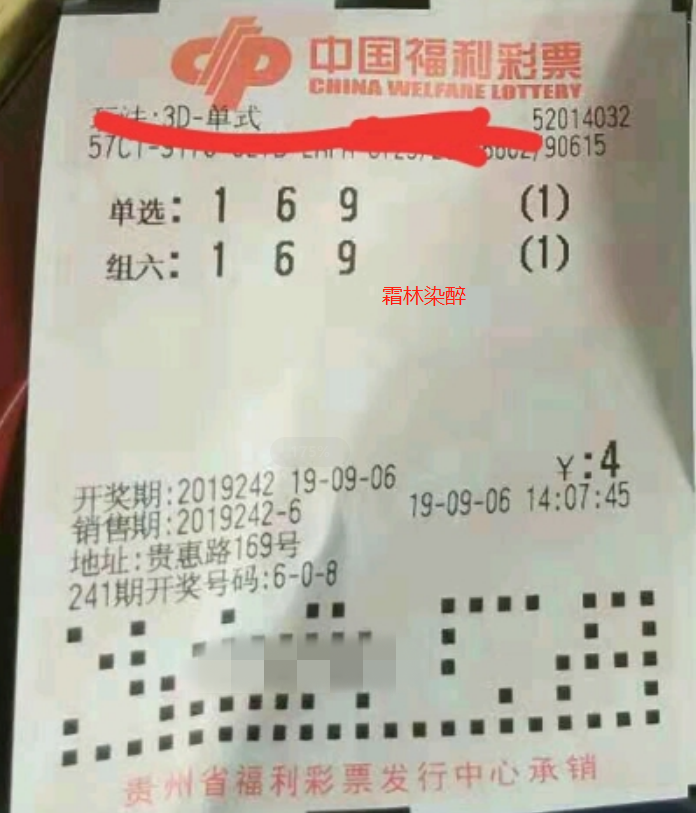 中国福利彩票
CHINA WELFARE LOTTERY
:3D-单式 52014032
/90615
单选: 1 6 9 (1)
组六: 1 6 9 (1)
霜林染醉
¥:4
开奖期:2019242 19-09-06
销售期:2019242-6 19-09-06 14:07:45
地址:贵惠路169号
241期开奖号码:6-0-8
贵州省福利彩票发行中心承销